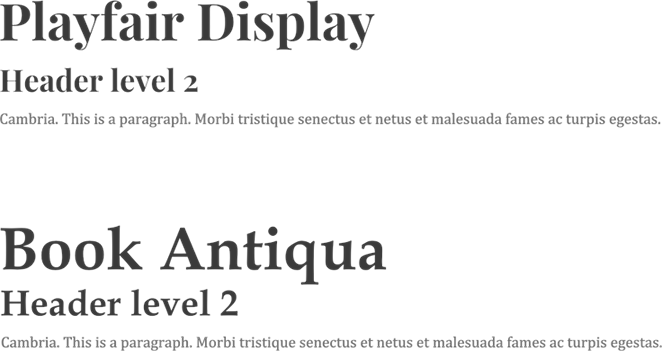 Playfair Display
Header level 2
Cambria. This is a paragraph. Morbi tristique senectus et netus et malesuada fames ac turpis egestas.
Book Antiqua
Header level 2
Cambria. This is a paragraph. Morbi tristique senectus et netus et malesuada fames ac turpis egestas.